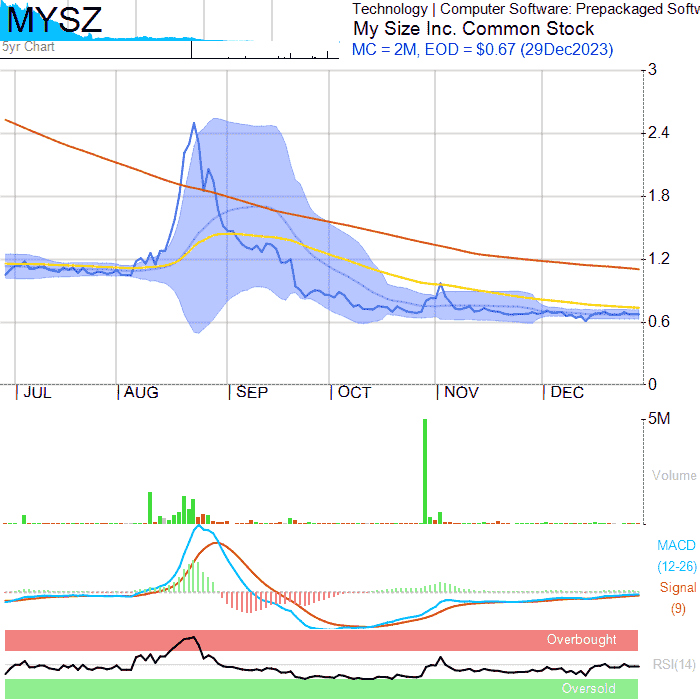 MYSZ
5yr Chart
Technology | Computer Software: Prepackaged Softw
My Size Inc. Common Stock
MC = 2M, EOD = $0.67 (29Dec2023)
3
2.4
1.8
1.2
0.6
0
JUL AUG SEP OCT NOV DEC
5M
Volume
MACD
(12-26)
Signal
(9)
Overbought
RSI(14)
Oversold